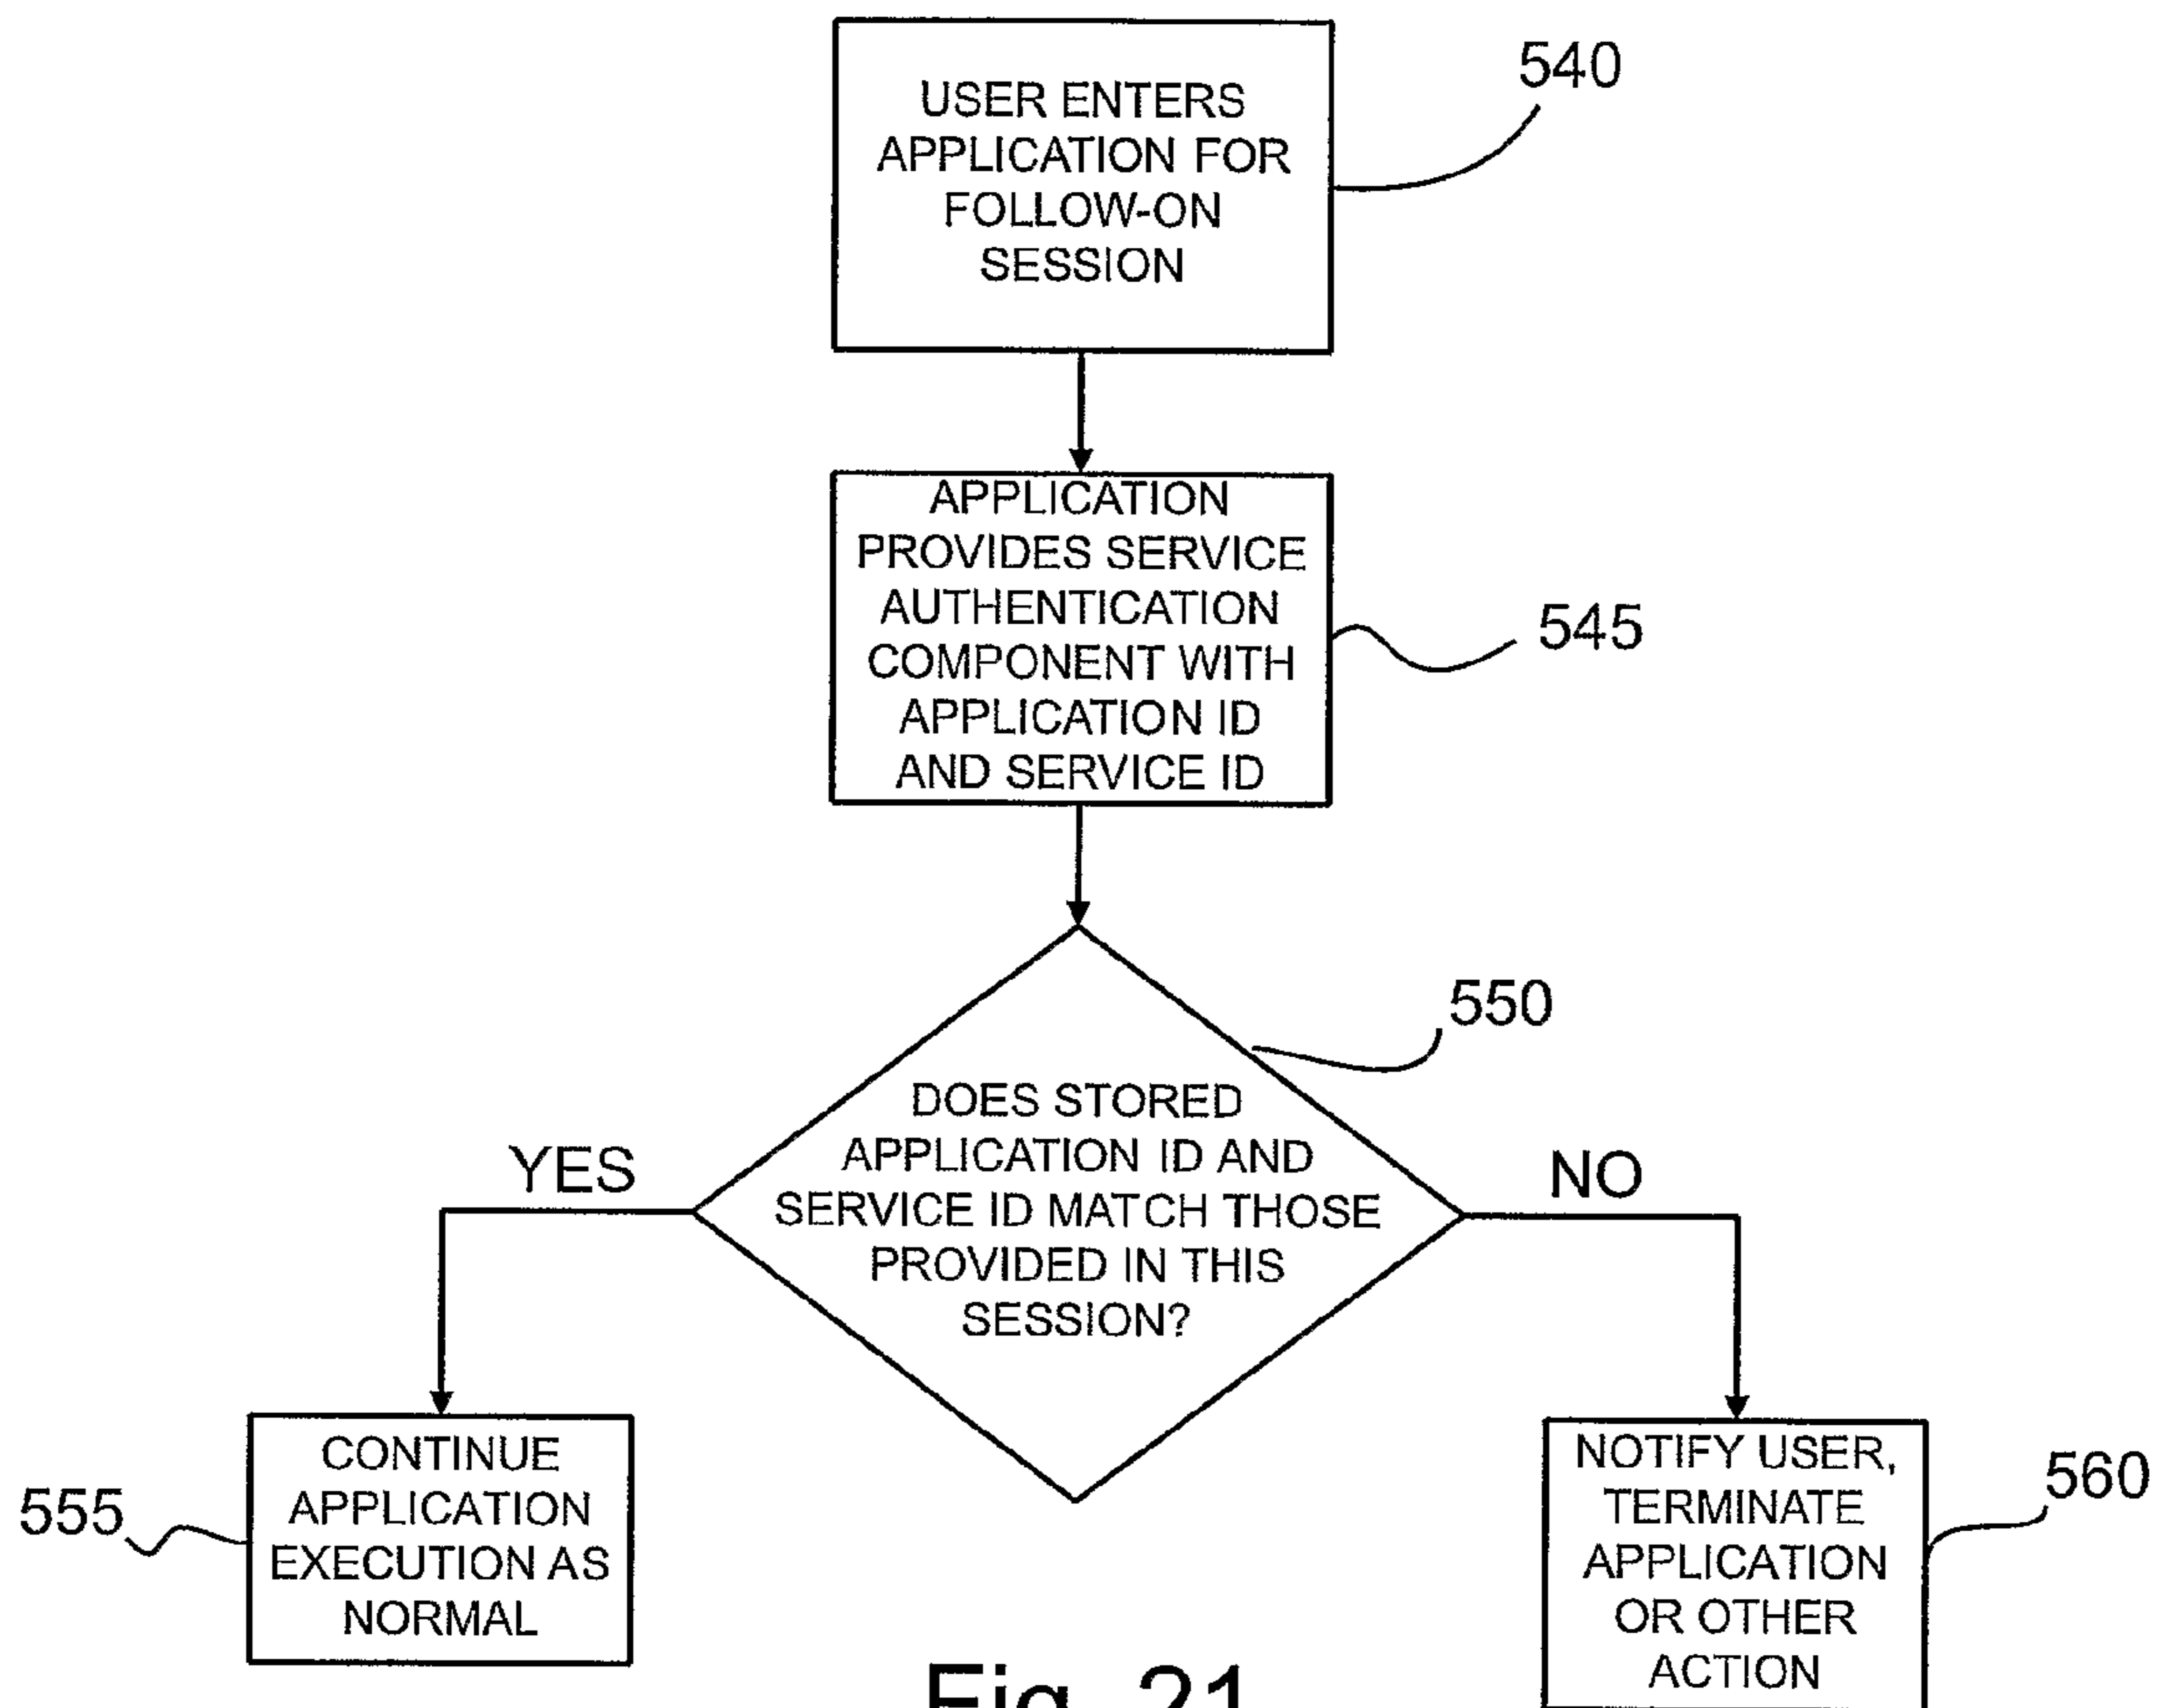 USER ENTERS
APPLICATION FOR
FOLLOW-ON
SESSION
540
APPLICATION
PROVIDES SERVICE
AUTHENTICATION
COMPONENT WITH
APPLICATION ID
AND SERVICE ID
545
550
DOES STORED
APPLICATION ID AND
SERVICE ID MATCH THOSE
PROVIDED IN THIS
SESSION?
YES
NO
CONTINUE
APPLICATION
EXECUTION AS
NORMAL
555
NOTIFY USER,
TERMINATE
APPLICATION
OR OTHER
ACTION
560
Fig. 21